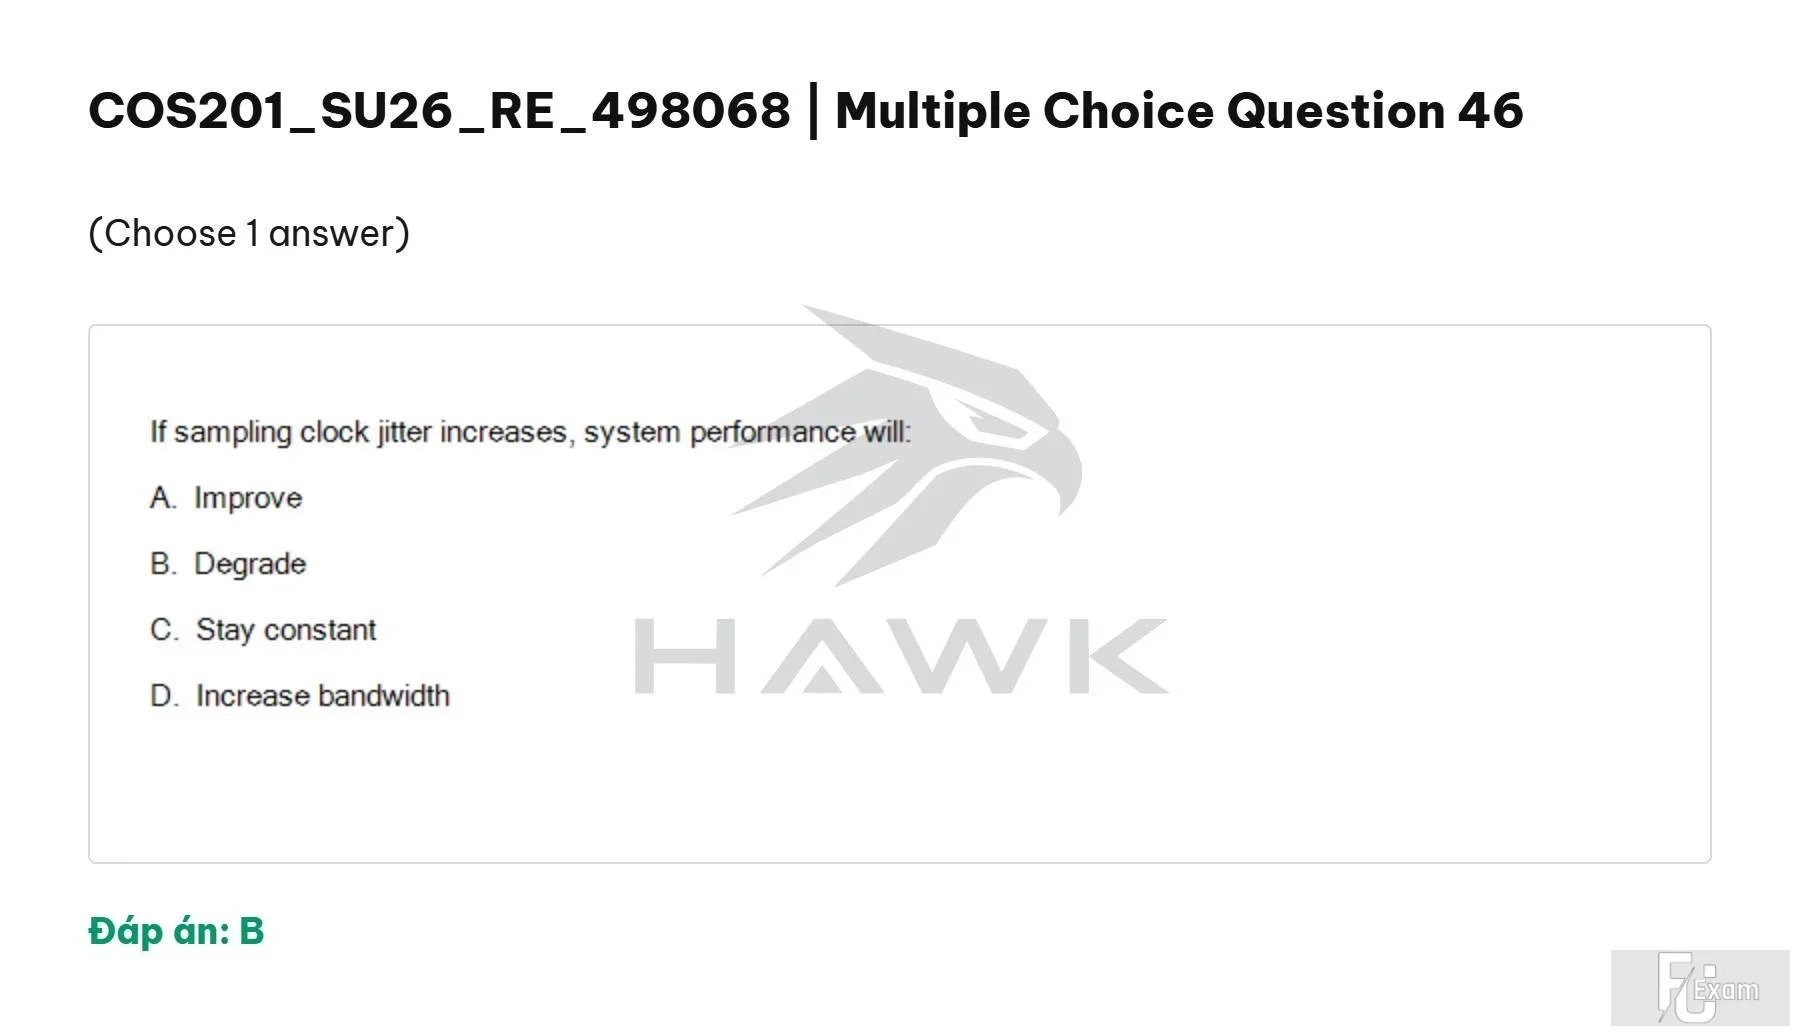 COS201_SU26_RE_498068 | Multiple Choice Question 46
(Choose 1 answer)
If sampling clock jitter increases, system performance will:
A. Improve
B. Degrade
C. Stay constant
D. Increase bandwidth
HAWK
Đáp án: B
FU Exam